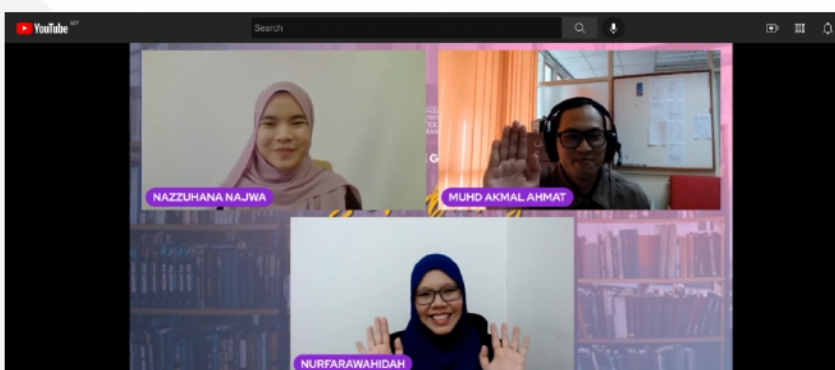 YouTube MY
Search
NAZZUHANA NAJWA
MUHD AKMAL AHMAT
NURFARAWAHIDAH